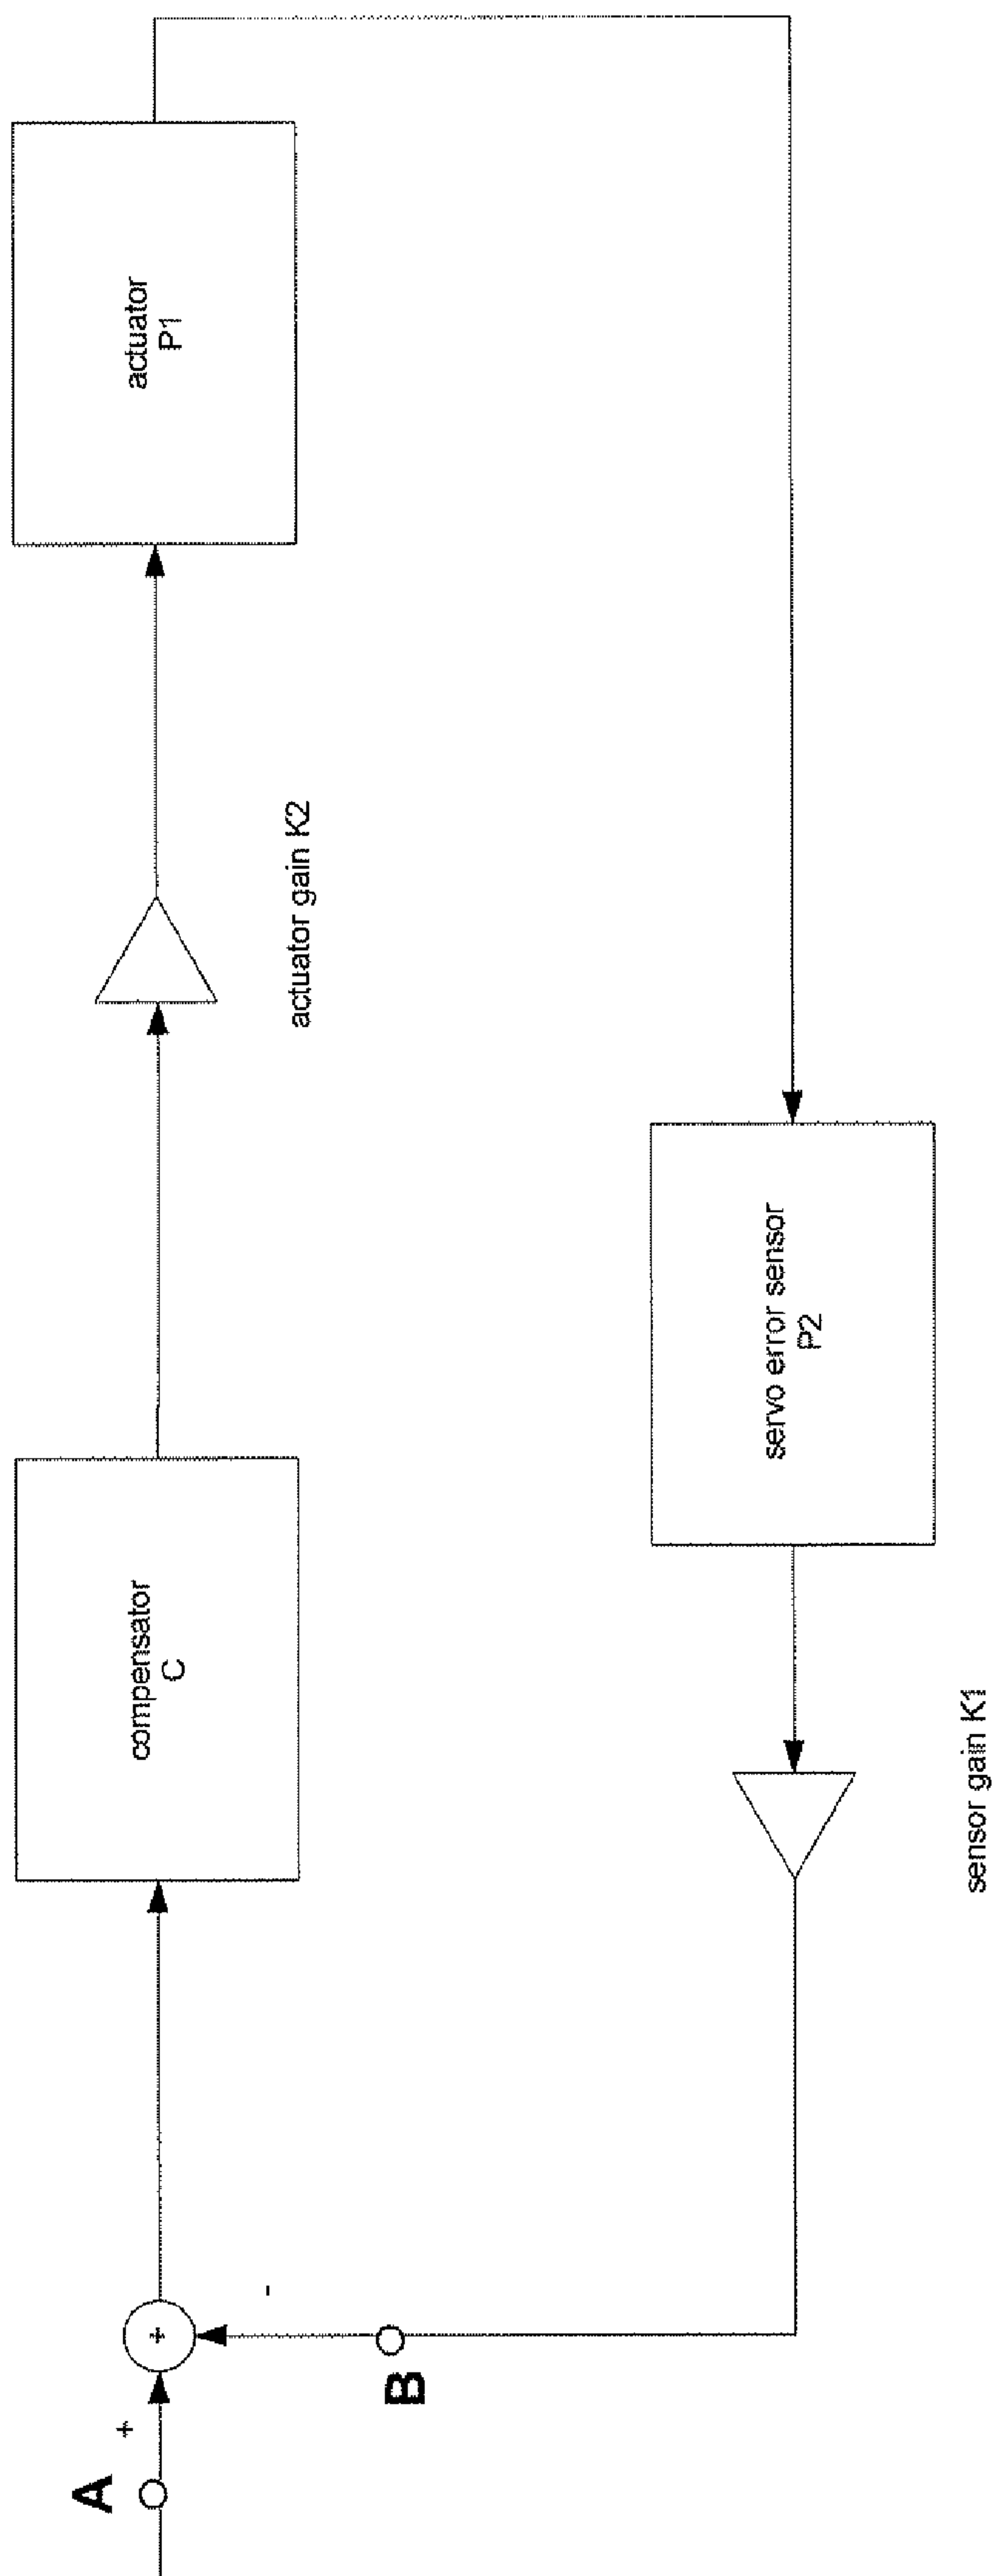 A
+
+
-
B
compensator
C
actuator gain K2
actuator
P1
servo error sensor
P2
sensor gain K1